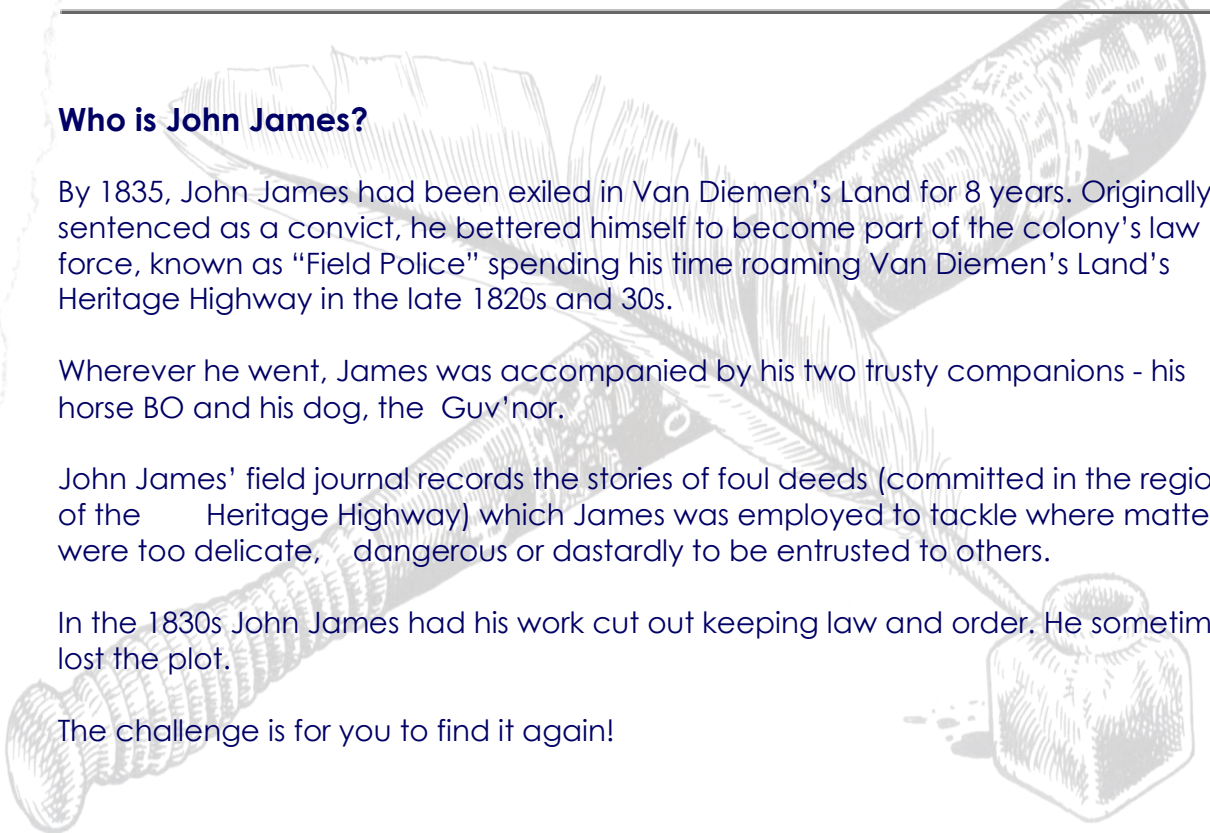 Who is John James?
By 1835, John James had been exiled in Van Diemen’s Land for 8 years. Originally
sentenced as a convict, he bettered himself to become part of the colony’s law
force, known as “Field Police” spending his time roaming Van Diemen’s Land’s
Heritage Highway in the late 1820s and 30s.
Wherever he went, James was accompanied by his two trusty companions - his
horse BO and his dog, the Guv’nor.
John James’ field journal records the stories of foul deeds (committed in the regio
of the Heritage Highway) which James was employed to tackle where matte
were too delicate, dangerous or dastardly to be entrusted to others.
In the 1830s John James had his work cut out keeping law and order. He sometim
lost the plot.
The challenge is for you to find it again!